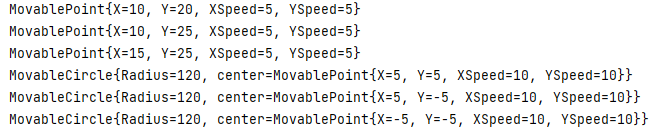 MovablePoint{X=10, Y=20, XSpeed=5, YSpeed=5}
MovablePoint{X=10, Y=25, XSpeed=5, YSpeed=5}
MovablePoint{X=15, Y=25, XSpeed=5, YSpeed=5}
MovableCircle{Radius=120, center=MovablePoint{X=5, Y=5, XSpeed=10, YSpeed=10}}
MovableCircle{Radius=120, center=MovablePoint{X=5, Y=-5, XSpeed=10, YSpeed=10}}
MovableCircle{Radius=120, center=MovablePoint{X=-5, Y=-5, XSpeed=10, YSpeed=10}}